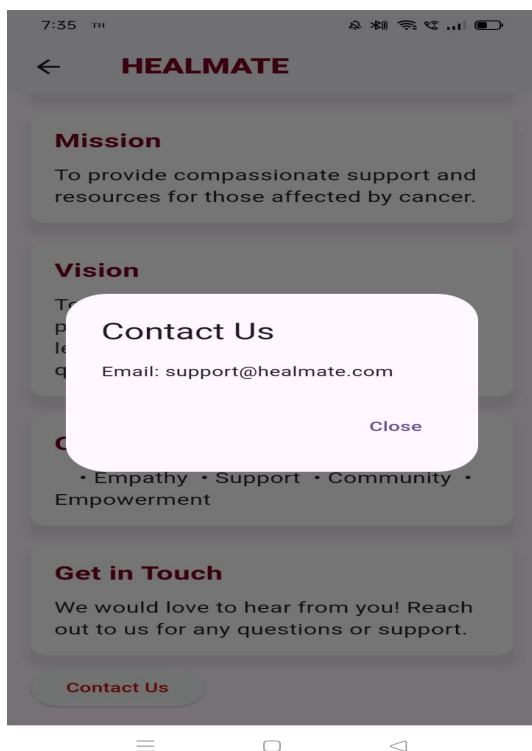 7:35 TH
HEALMATE
Mission
To provide compassionate support and
resources for those affected by cancer.
Vision
Contact Us
Email: support@healmate.com
Close
• Empathy • Support • Community •
Empowerment
Get in Touch
We would love to hear from you! Reach
out to us for any questions or support.
Contact Us